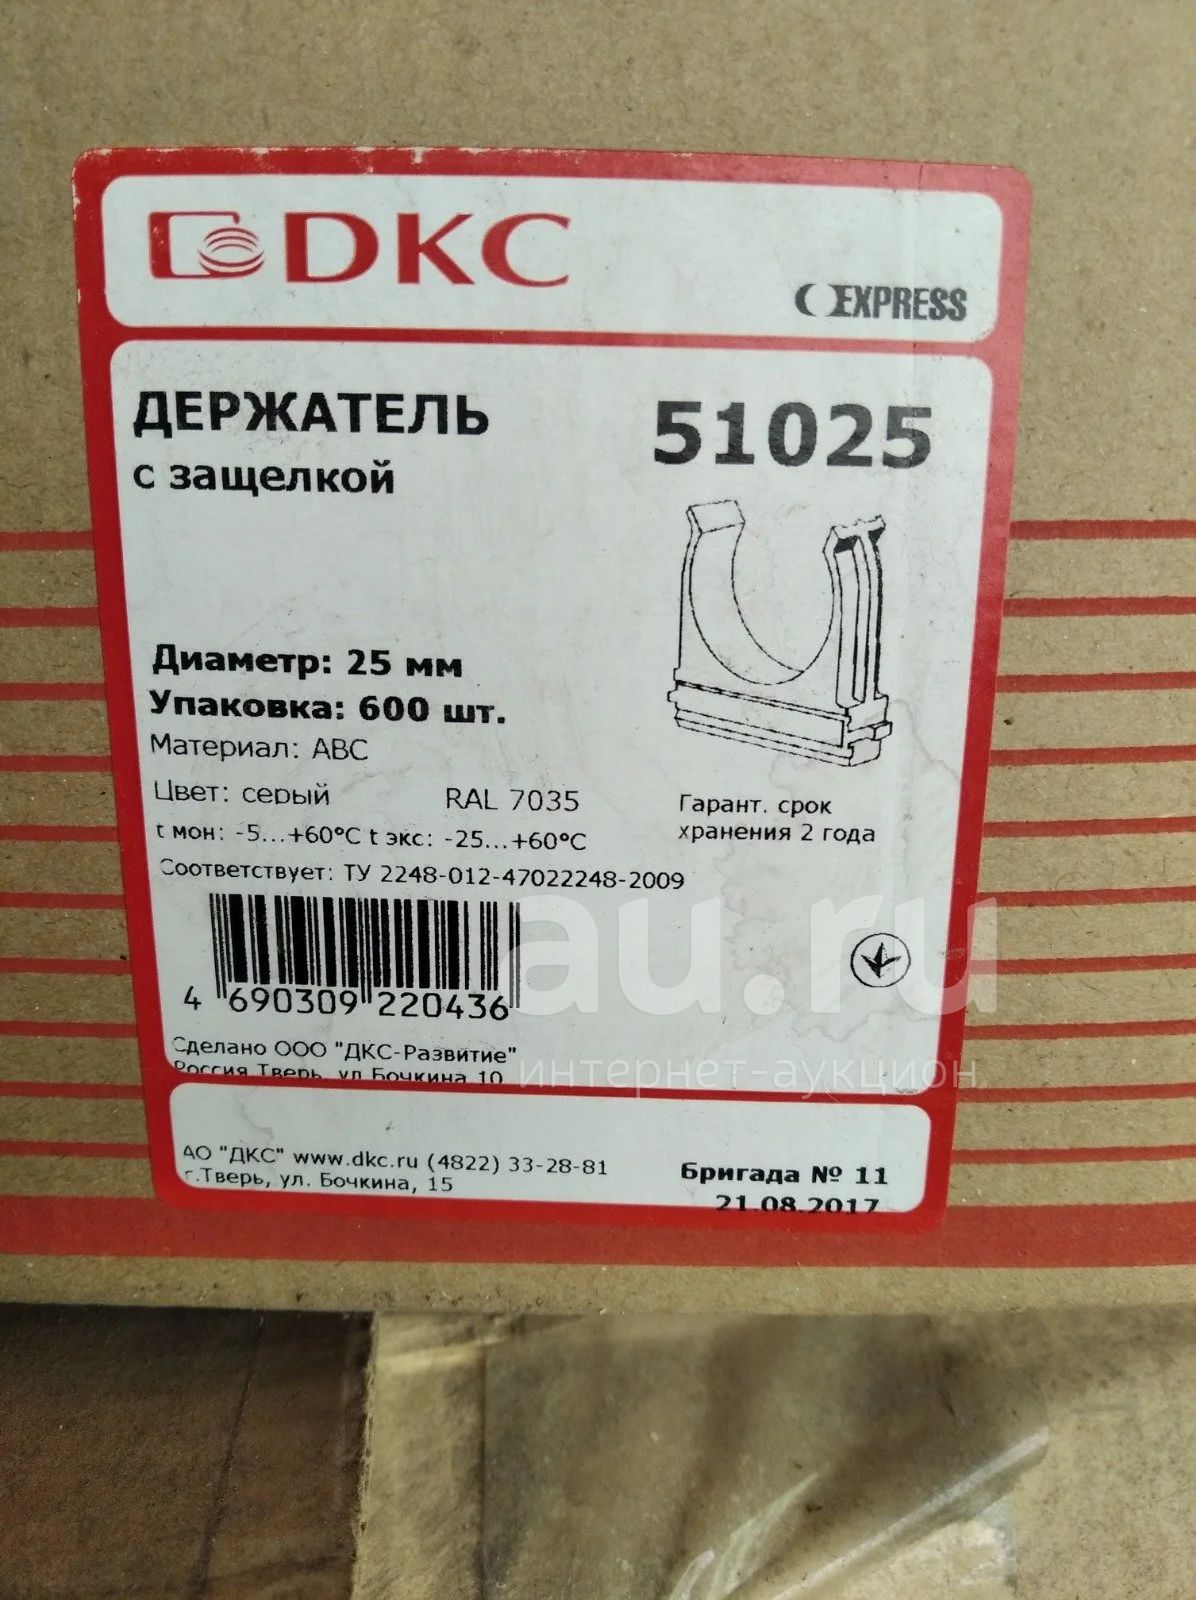 DKC
EXPRESS
ДЕРЖАТЕЛЬ
с защелкой
51025
Диаметр: 25 мм
Упаковка: 600 шт.
Материал: АВС
Цвет: серый RAL 7035
t мон: -5...+60°C t экс: -25...+60°C
Гарант. срок
хранения 2 года
Соответствует: ТУ 2248-012-47022248-2009
4 690309 220436
Сделано ООО "ДКС-Развитие"
Россия Тверь, ул Бочкина 10
АО "ДКС" www.dkc.ru (4822) 33-28-81
г.Тверь, ул. Бочкина, 15
Бригада № 11
21.08.2017
au.ru
интернет-аукцион